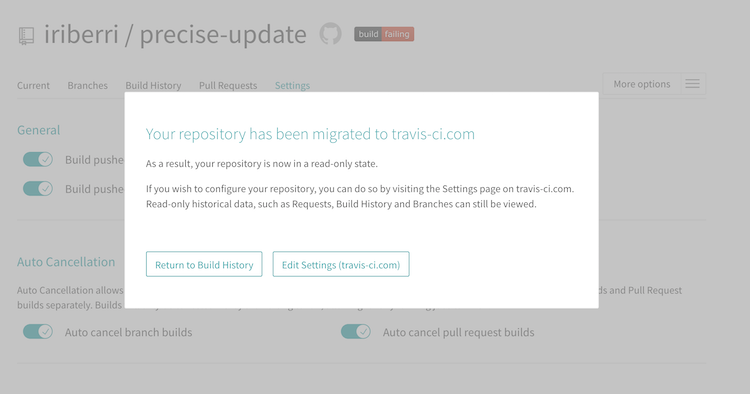 iriberri / precise-update
build failing
Current Branches Build History Pull Requests Settings
More options
General
Build pushe
Build pushe
Your repository has been migrated to travis-ci.com
As a result, your repository is now in a read-only state.
If you wish to configure your repository, you can do so by visiting the Settings page on travis-ci.com.
Read-only historical data, such as Requests, Build History and Branches can still be viewed.
Return to Build History
Edit Settings (travis-ci.com)
Auto Cancellation
Auto Cancellation allows ds and Pull Request
builds separately. Builds
Auto cancel branch builds
Auto cancel pull request builds